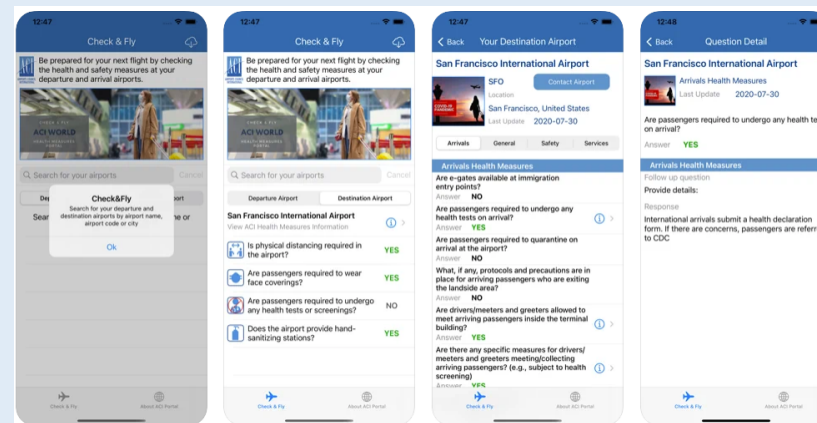 12:47
Check & Fly
Be prepared for your next flight by checking
the health and safety measures at your
departure and arrival airports.
ACI
CHECK & FLY
ACI WORLD
HEALTH MEASURES
PORTAL
Search for your airports
Cancel
Check&Fly
Search for your departure and
destination airports by airport name,
airport code or city
Ok
Check & Fly
About ACI Portal
12:47
Check & Fly
Be prepared for your next flight by checking
the health and safety measures at your
departure and arrival airports.
ACI
CHECK & FLY
ACI WORLD
HEALTH MEASURES
PORTAL
Search for your airports
Cancel
Departure Airport
Destination Airport
San Francisco International Airport
View ACI Health Measures Information
Is physical distancing required in
the airport?
YES
Are passengers required to wear
face coverings?
YES
Are passengers required to undergo
any health tests or screenings?
NO
Does the airport provide hand-
sanitizing stations?
YES
Check & Fly
About ACI Portal
12:47
Back
Your Destination Airport
San Francisco International Airport
SFO
Contact Airport
Location
San Francisco, United States
Last Update 2020-07-30
Arrivals General Safety Services
Arrivals Health Measures
Are e-gates available at immigration
entry points?
Answer NO
Are passengers required to undergo any
health tests on arrival?
Answer YES
Are passengers required to quarantine on
arrival at the airport?
Answer NO
What, if any, protocols and precautions are in
place for arriving passengers who are exiting
the landside area?
Answer NO
Are drivers/meeters and greeters allowed to
meet arriving passengers inside the terminal
building?
Answer YES
Are there any specific measures for drivers/
meeters and greeters meeting/collecting
arriving passengers? (e.g., subject to health
screening)
Answer YES
Check & Fly
About ACI Portal
12:48
Back
Question Detail
San Francisco International Airport
Arrivals Health Measures
Last Update 2020-07-30
Are passengers required to undergo any health te
on arrival?
Answer YES
Arrivals Health Measures
Follow up question
Provide details:
Response
International arrivals submit a health declaration
form. If there are concerns, passengers are referr
to CDC
Check & Fly
About ACI Portal